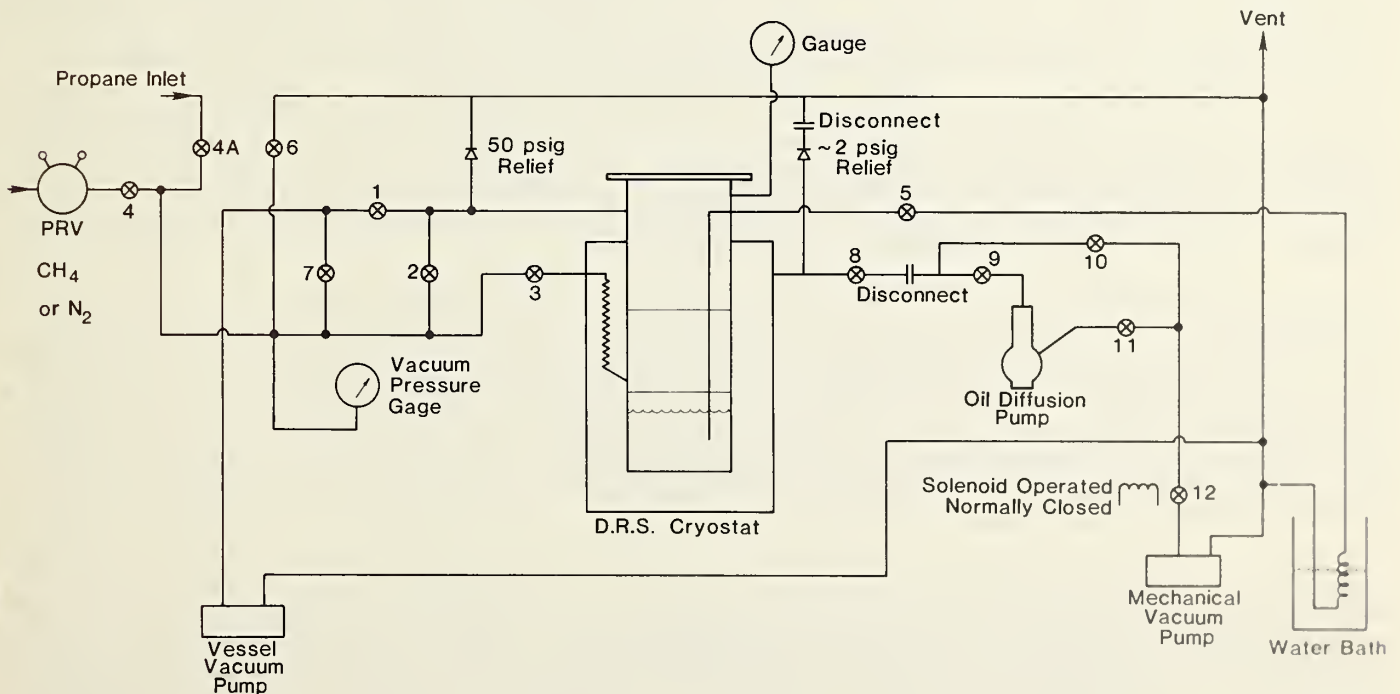 Vent
Gauge
Propane Inlet
4A
6
50 psig
Relief
Disconnect
~2 psig
Relief
4
PRV
1
5
CH4
or N2
7
2
3
8
Disconnect
9
10
11
Vacuum
Pressure
Gage
Oil Diffusion
Pump
Solenoid Operated
Normally Closed
12
D.R.S. Cryostat
Mechanical
Vacuum
Pump
Water Bath
Vessel
Vacuum
Pump